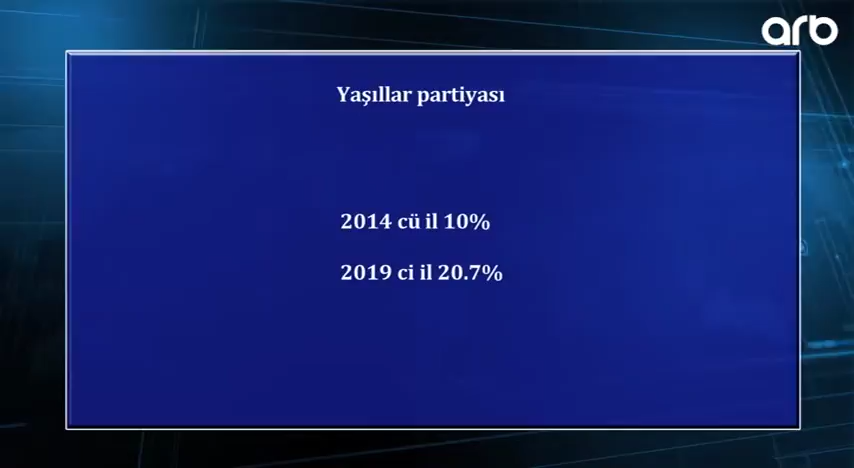 arb
Yaşıllar partiyası
2014 cü il 10%
2019 ci il 20.7%